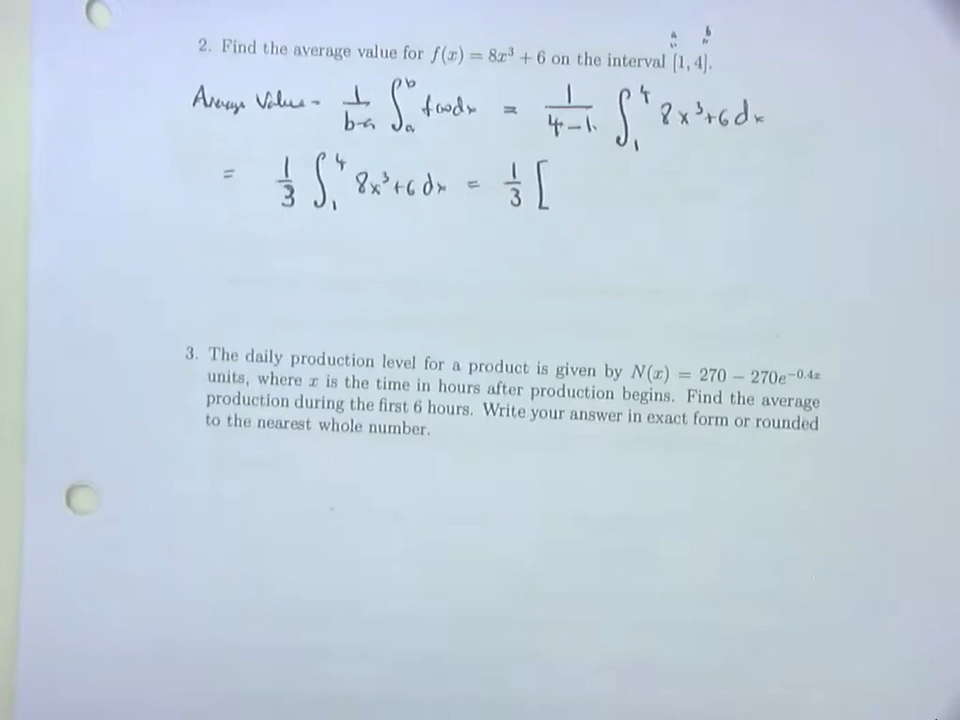 a b
" "
2. Find the average value for f(x) = 8x³ + 6 on the interval [1, 4].
Average Value = 1/(b-a) ∫ₐᵇ f(x)dx = 1/(4-1) ∫₁⁴ 8x³+6 dx
= 1/3 ∫₁⁴ 8x³+6 dx = 1/3 [
3. The daily production level for a product is given by N(x) = 270 − 270e^−0.4x
units, where x is the time in hours after production begins. Find the average
production during the first 6 hours. Write your answer in exact form or rounded
to the nearest whole number.